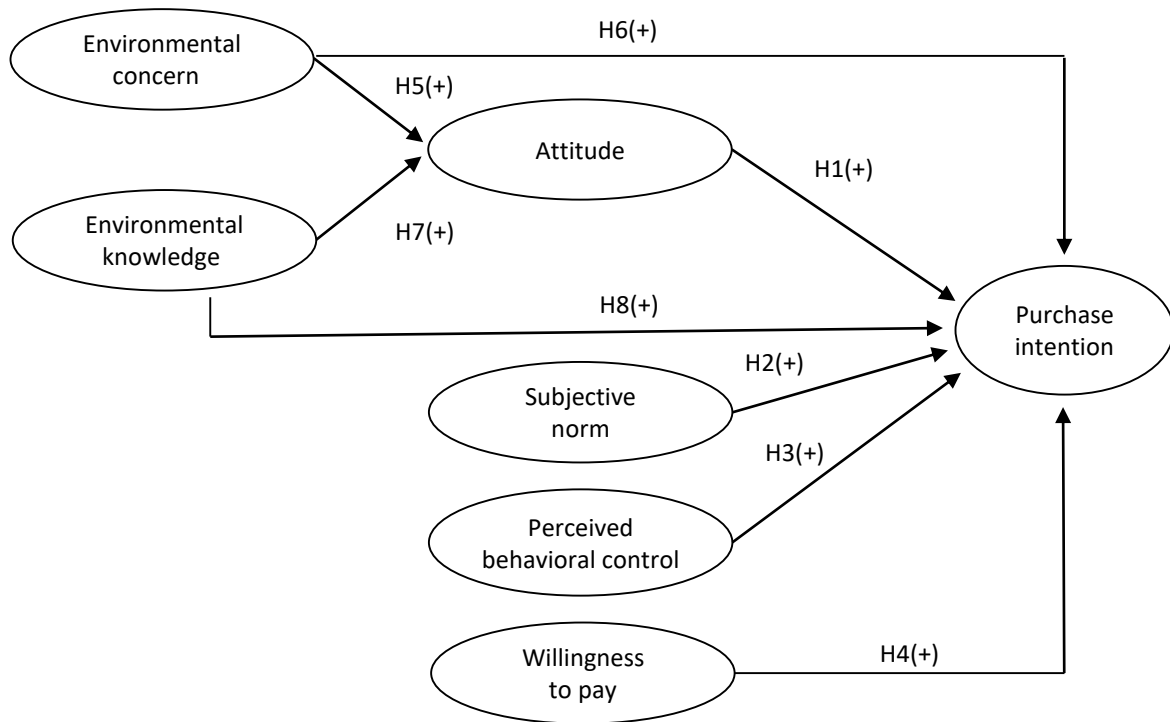 H6(+)
Environmental
concern
H5(+)
Attitude
H1(+)
Environmental
knowledge
H7(+)
H8(+)
Purchase
intention
H2(+)
Subjective
norm
H3(+)
Perceived
behavioral control
Willingness
to pay
H4(+)